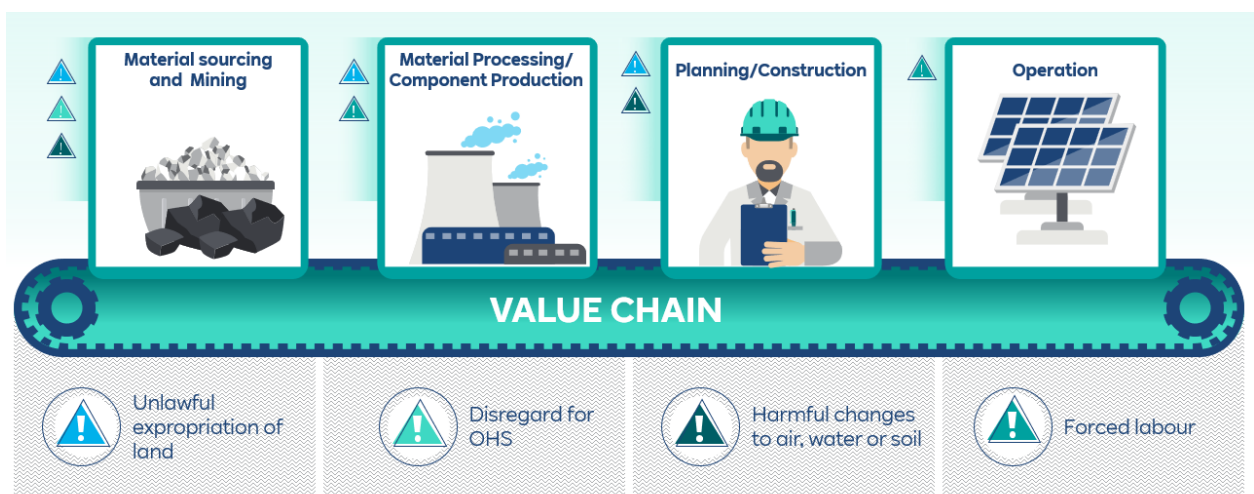 Material sourcing
and Mining
Material Processing/
Component Production
Planning/Construction
Operation
VALUE CHAIN
Unlawful
expropriation of
land
Disregard for
OHS
Harmful changes
to air, water or soil
Forced labour